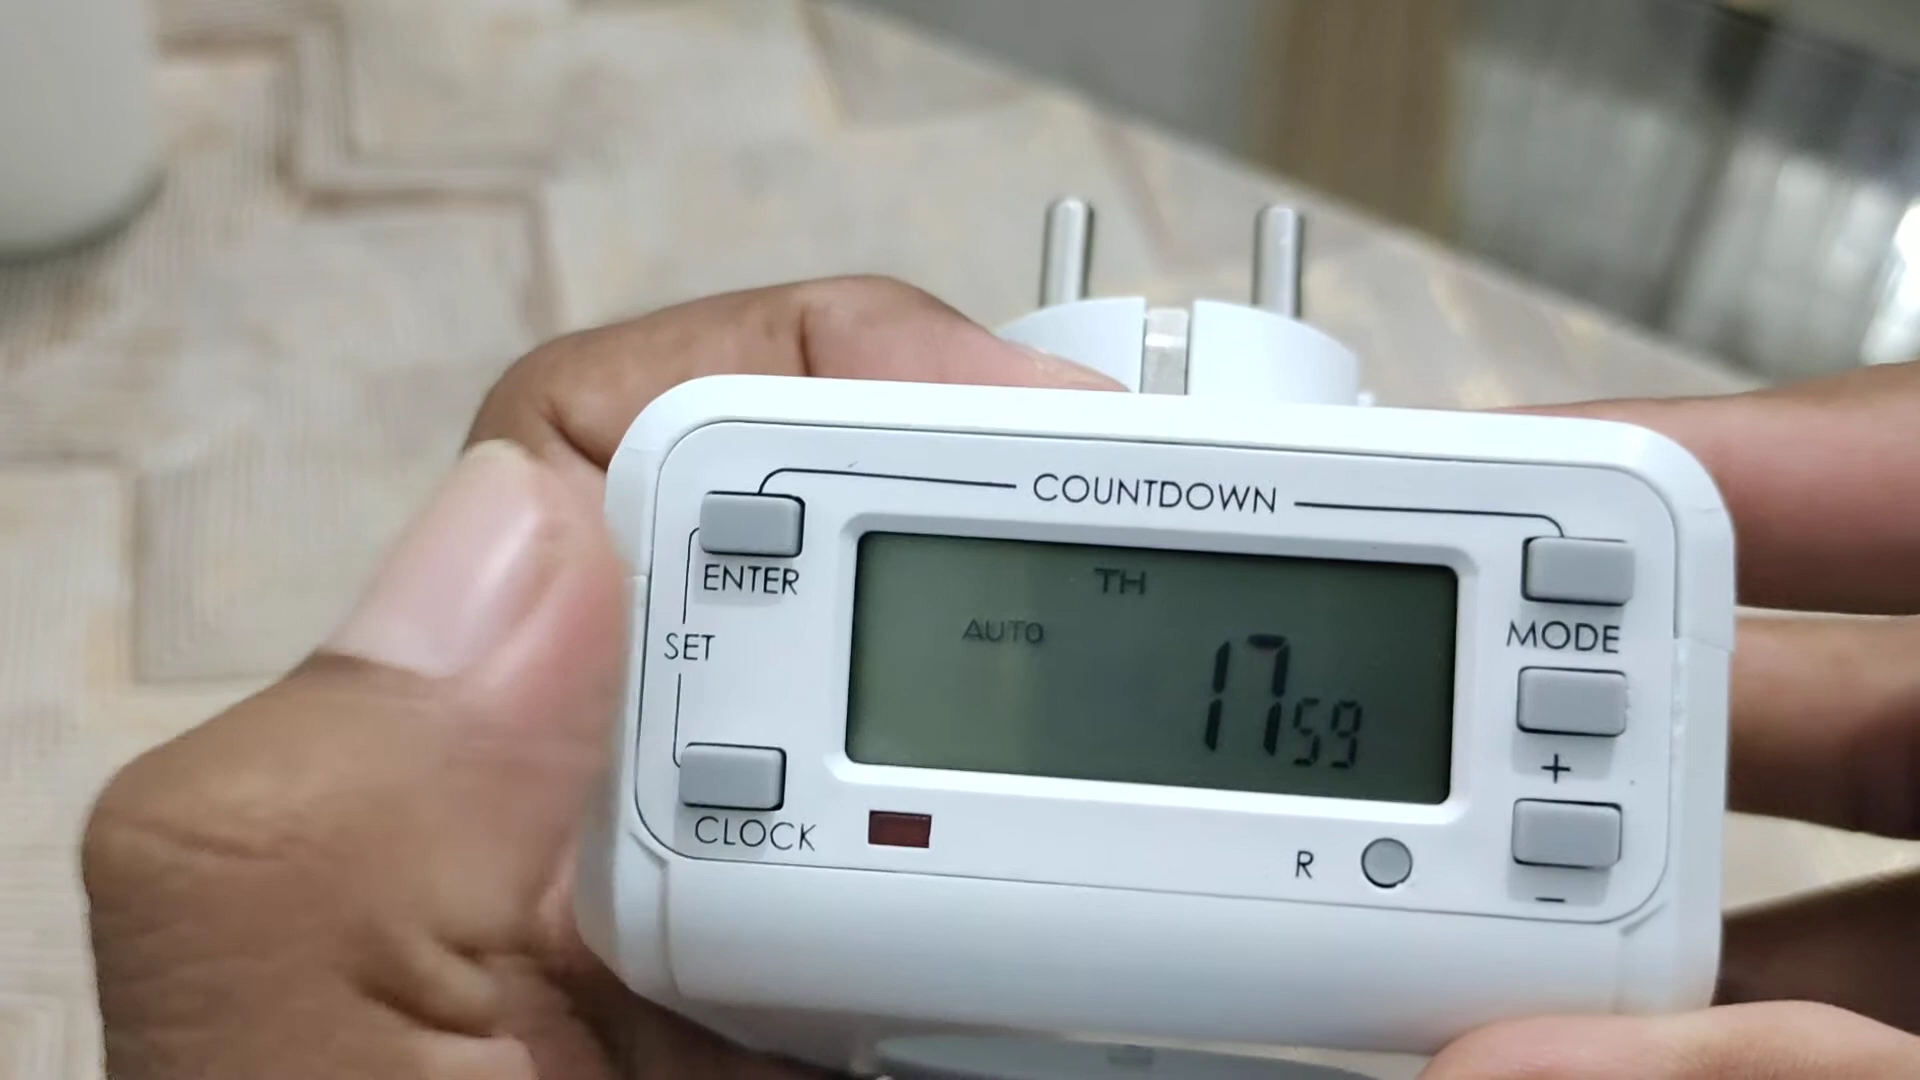 COUNTDOWN
ENTER
SET
CLOCK
TH
AUTO
17 59
MODE
+
R
−